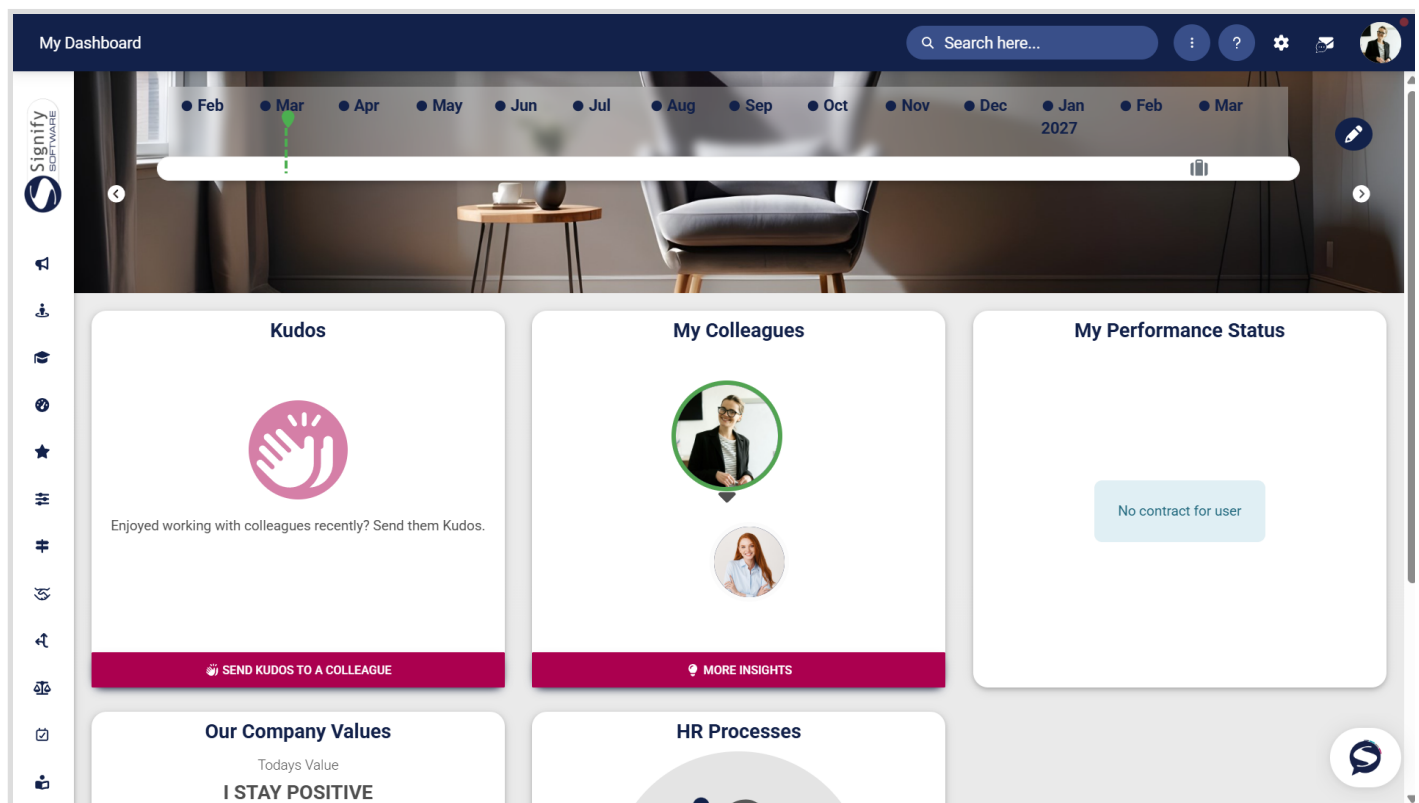 My Dashboard
Search here...
?
Signify
SOFTWARE
Feb Mar Apr May Jun Jul Aug Sep Oct Nov Dec Jan Feb Mar
2027
Kudos
Enjoyed working with colleagues recently? Send them Kudos.
SEND KUDOS TO A COLLEAGUE
My Colleagues
MORE INSIGHTS
My Performance Status
No contract for user
Our Company Values
Todays Value
I STAY POSITIVE
HR Processes